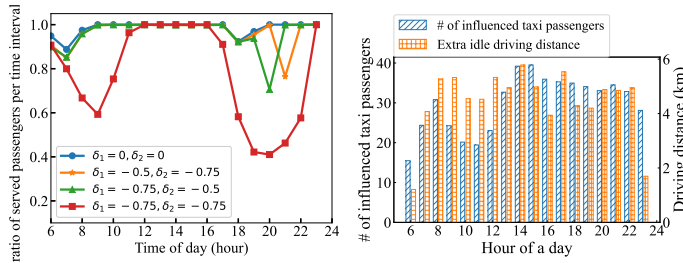 ratio of served passengers per time interval
1.0
0.8
0.6
0.4
0.2
δ₁ = 0, δ₂ = 0
δ₁ = −0.5, δ₂ = −0.75
δ₁ = −0.75, δ₂ = −0.5
δ₁ = −0.75, δ₂ = −0.75
6 8 10 12 14 16 18 20 22 24
Time of day (hour)
# of influenced taxi passengers
Extra idle driving distance
# of influenced taxi passengers
40
30
20
10
0
6
4
2
0
Driving distance (km)
6 8 10 12 14 16 18 20 22 24
Hour of a day